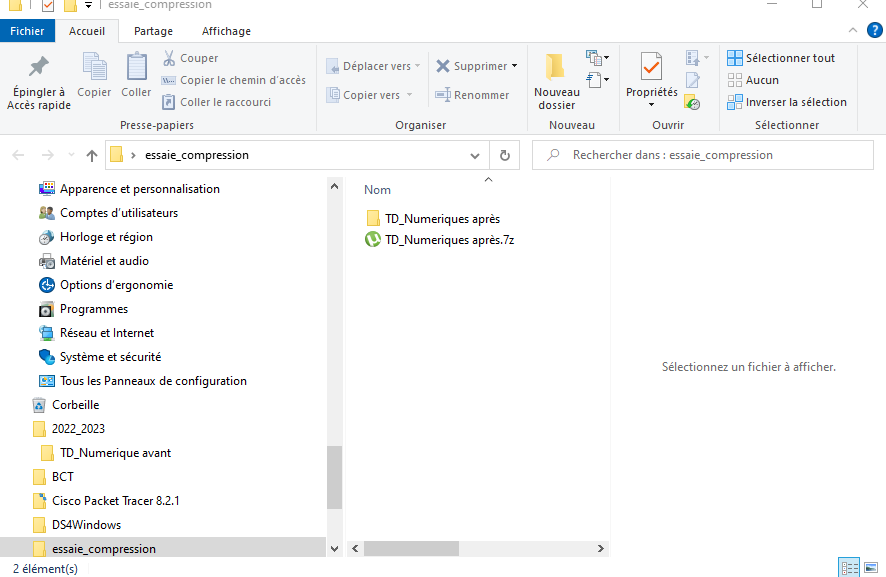 essaie_compression
Fichier
Accueil
Partage
Affichage
Épingler à
Accès rapide
Copier
Coller
Couper
Copier le chemin d'accès
Coller le raccourci
Presse-papiers
Déplacer vers
Copier vers
Supprimer
Renommer
Organiser
Nouveau
dossier
Nouveau
Propriétés
Ouvrir
Sélectionner tout
Aucun
Inverser la sélection
Sélectionner
essaie_compression
Rechercher dans : essaie_compression
Apparence et personnalisation
Comptes d'utilisateurs
Horloge et région
Matériel et audio
Options d'ergonomie
Programmes
Réseau et Internet
Système et sécurité
Tous les Panneaux de configuration
Corbeille
2022_2023
TD_Numerique avant
BCT
Cisco Packet Tracer 8.2.1
DS4Windows
essaie_compression
Nom
TD_Numeriques après
TD_Numeriques après.7z
Sélectionnez un fichier à afficher.
2 élément(s)